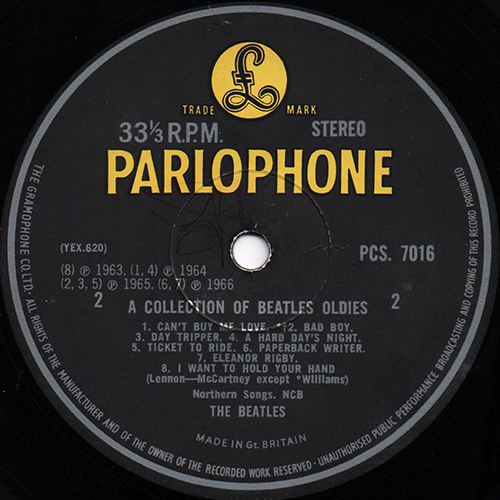 £
TRADE MARK
33⅓ R.P.M. STEREO
PARLOPHONE
(YEX.620) PCS. 7016
(8) ℗ 1963. (1, 4) ℗ 1964
(2, 3, 5) ℗ 1965. (6, 7) ℗ 1966
2 A COLLECTION OF BEATLES OLDIES 2
1. CAN'T BUY ME LOVE. *2. BAD BOY.
3. DAY TRIPPER. 4. A HARD DAY'S NIGHT.
5. TICKET TO RIDE. 6. PAPERBACK WRITER.
7. ELEANOR RIGBY.
8. I WANT TO HOLD YOUR HAND
(Lennon—McCartney except *Williams)
Northern Songs. NCB
THE BEATLES
MADE IN Gt. BRITAIN
THE GRAMOPHONE CO. LTD. ALL RIGHTS OF THE MANUFACTURER AND OF THE OWNER OF THE RECORDED WORK RESERVED · UNAUTHORISED PUBLIC PERFORMANCE BROADCASTING AND COPYING OF THIS RECORD PROHIBITED